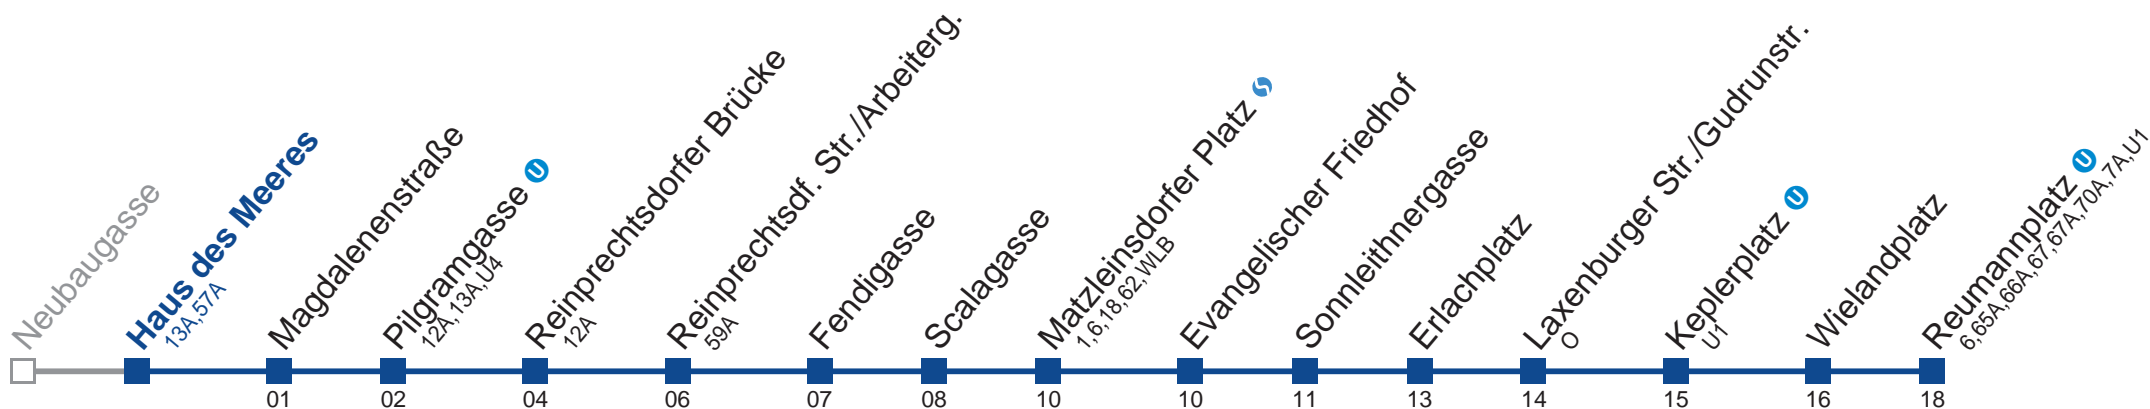 Neubaugasse
Haus des Meeres
13A,57A
Magdalenenstraße
01
Pilgramgasse U
12A,13A,U4
02
Reinprechtsdorfer Brücke
12A
04
Reinprechtsdf. Str./Arbeiterg.
59A
06
Fendigasse
07
Scalagasse
08
Matzleinsdorfer Platz S
1,6,18,62,WLB
10
Evangelischer Friedhof
10
Sonnleithnergasse
11
Erlachplatz
13
Laxenburger Str./Gudrunstr.
O
14
Keplerplatz U
U1
15
Wielandplatz
16
Reumannplatz U
6,65A,66A,67,67A,70A,7A,U1
18